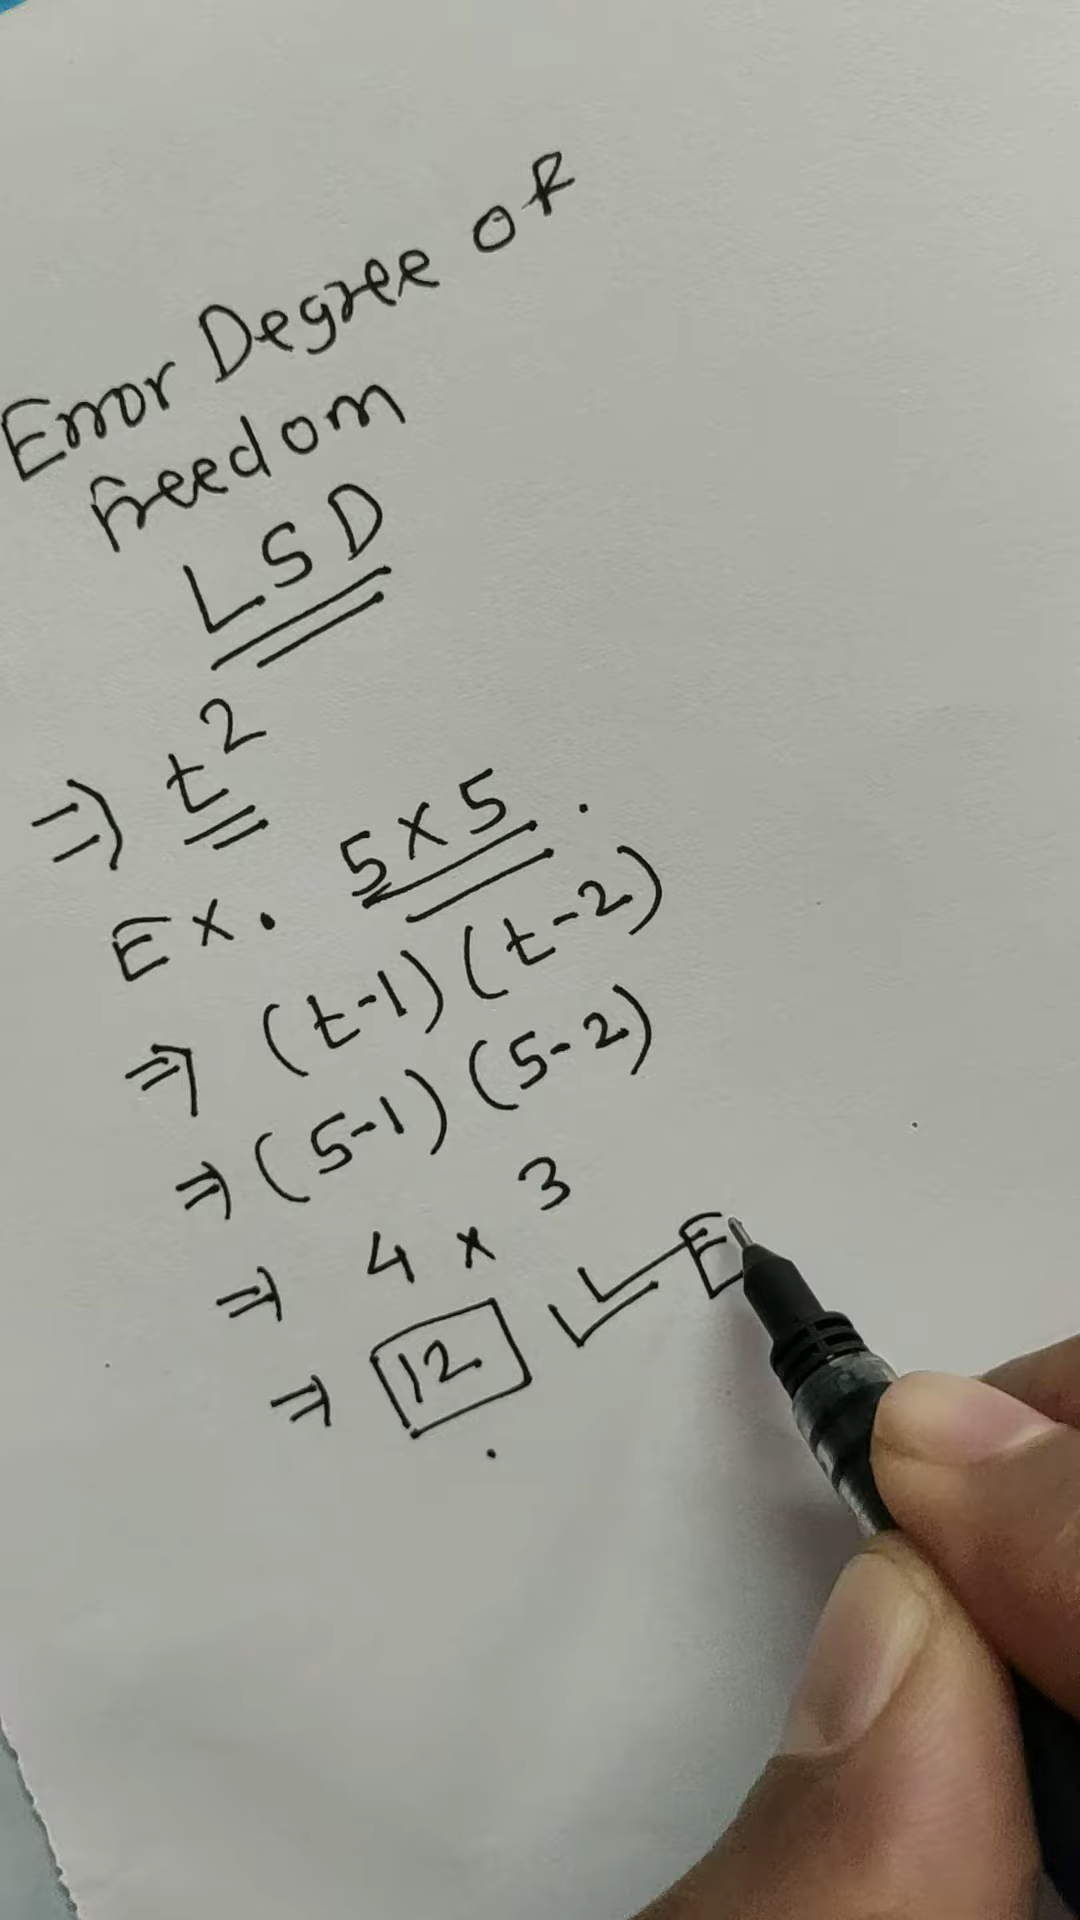 Error Degree of
freedom
LSD
⇒ t²
Ex. 5×5.
⇒ (t-1) (t-2)
⇒ (5-1) (5-2)
⇒ 4 × 3
⇒ 12 ✓ E